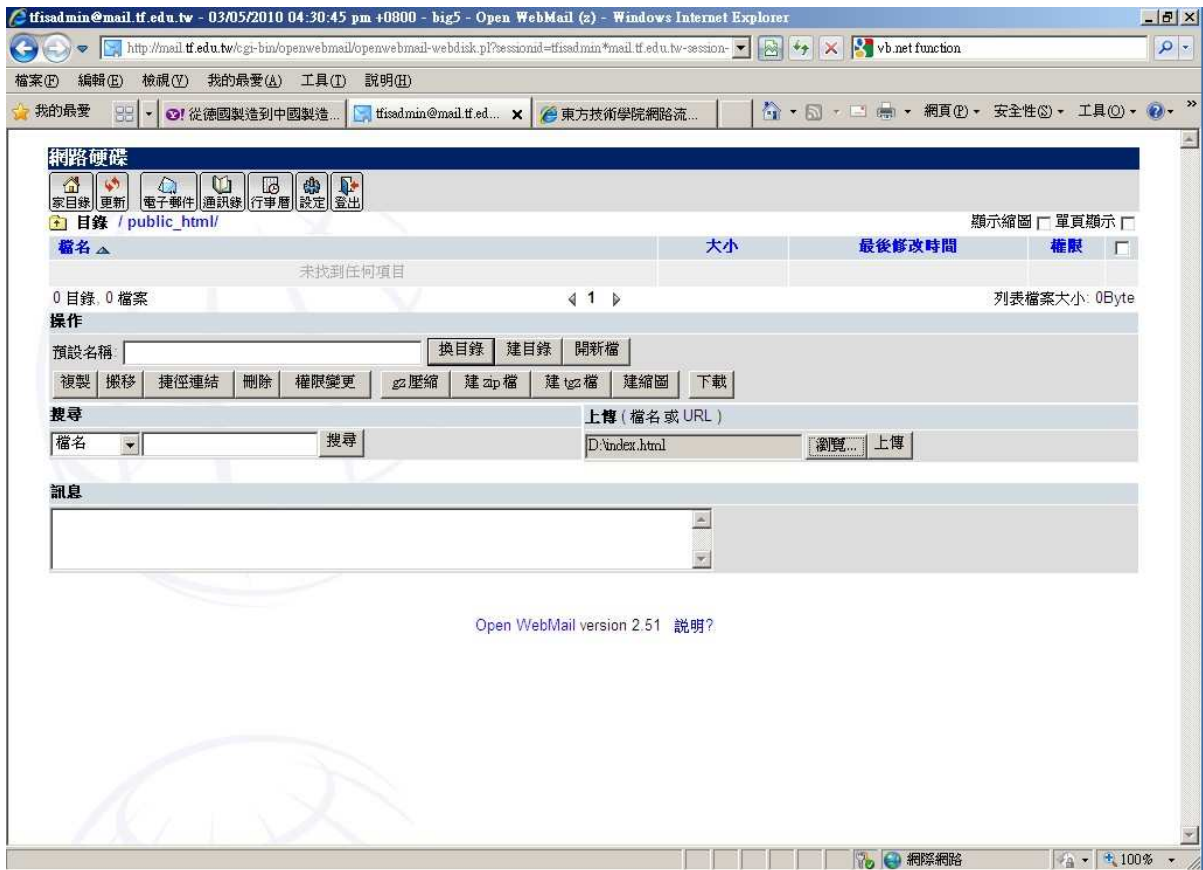 tfisadmin@mail.tf.edu.tw - 03/05/2010 04:30:45 pm +0800 - big5 - Open WebMail (z) - Windows Internet Explorer
http://mail.tf.edu.tw/cgi-bin/openwebmail/openwebmail-webdisk.pl?sessionid=tfisadmin*mail.tf.edu.tw-session- vb.net function
檔案(F) 編輯(E) 檢視(V) 我的最愛(A) 工具(T) 說明(H)
我的最愛 從德國製造到中國製造... tfisadmin@mail.tf.ed... X 東方技術學院網路流... 網頁(P) 安全性(S) 工具(O) »
網路硬碟
家目錄 更新 電子郵件 通訊錄 行事曆 設定 登出
目錄 / public_html/ 顯示縮圖 單頁顯示
檔名 大小 最後修改時間 權限
未找到任何項目
0 目錄, 0 檔案 1 列表檔案大小: 0Byte
操作
預設名稱: 換目錄 建目錄 開新檔
複製 搬移 捷徑連結 刪除 權限變更 gz 壓縮 建 zip 檔 建 tgz 檔 建縮圖 下載
搜尋 上傳 ( 檔名 或 URL )
檔名 搜尋 D:\index.html 瀏覽... 上傳
訊息
Open WebMail version 2.51 說明?
網際網路 100%